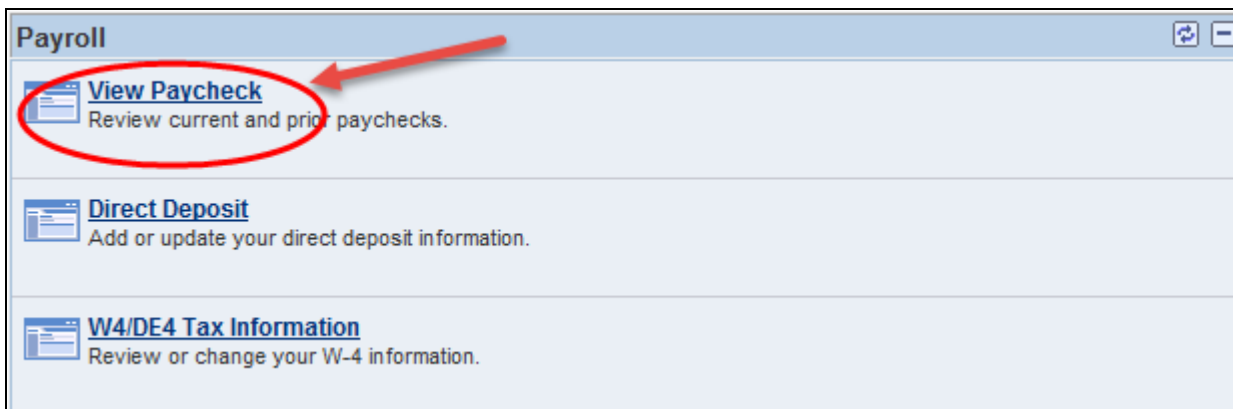 Payroll
View Paycheck
Review current and prior paychecks.
Direct Deposit
Add or update your direct deposit information.
W4/DE4 Tax Information
Review or change your W-4 information.